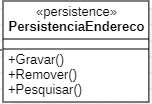 «persistence»
PersistenciaEndereco
+Gravar()
+Remover()
+Pesquisar()